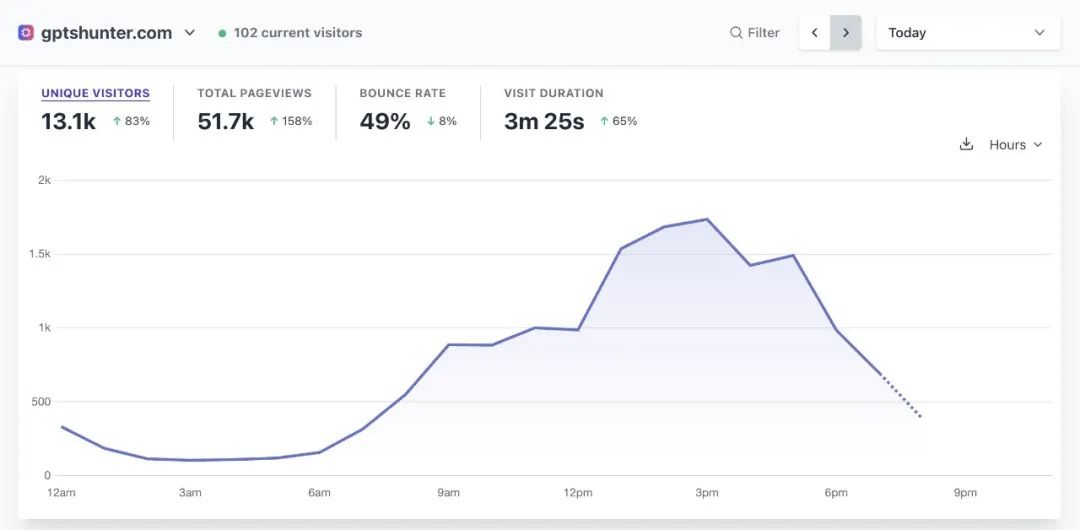 gptshunter.com 102 current visitors Filter Today
UNIQUE VISITORS TOTAL PAGEVIEWS BOUNCE RATE VISIT DURATION
13.1k 83% 51.7k 158% 49% 8% 3m 25s 65%
Hours
2k
1.5k
1k
500
0
12am 3am 6am 9am 12pm 3pm 6pm 9pm